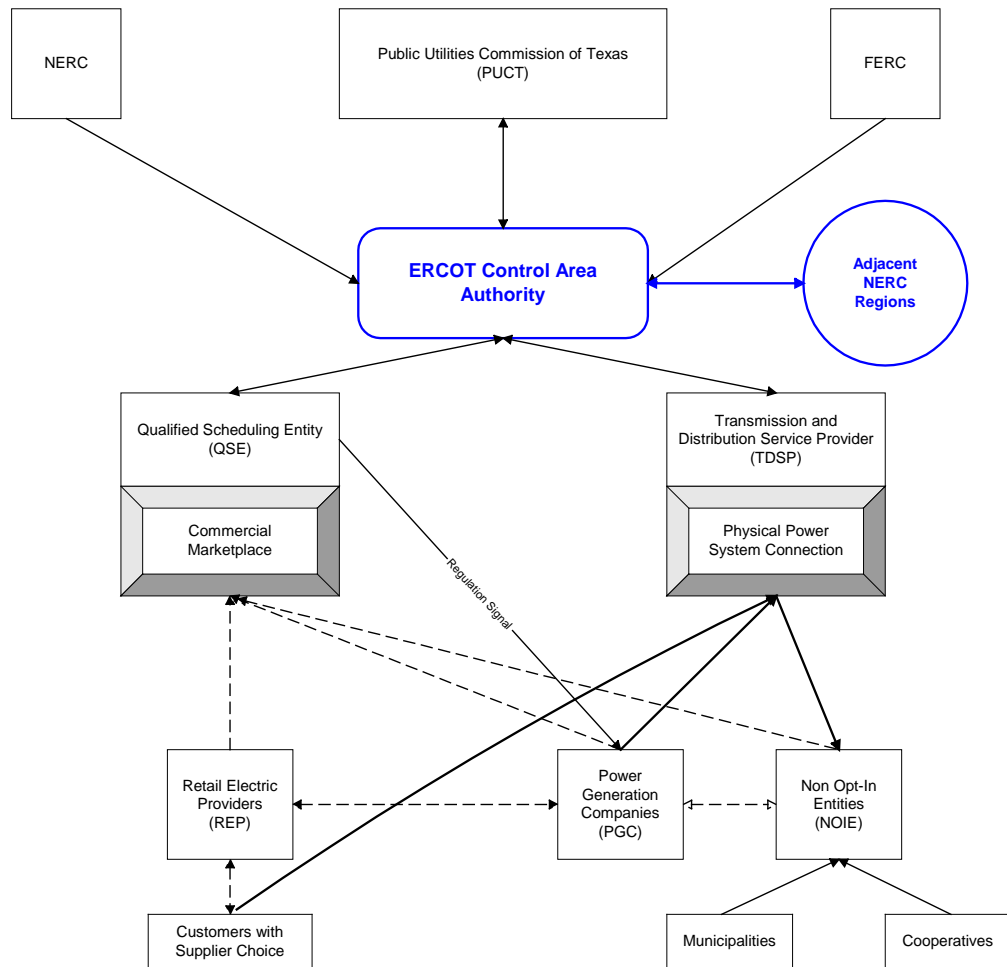 NERC
Public Utilities Commission of Texas
(PUCT)
FERC
ERCOT Control Area
Authority
Adjacent
NERC
Regions
Qualified Scheduling Entity
(QSE)
Transmission and
Distribution Service Provider
(TDSP)
Commercial
Marketplace
Physical Power
System Connection
Regulation Signal
Retail Electric
Providers
(REP)
Power
Generation
Companies
(PGC)
Non Opt-In
Entities
(NOIE)
Customers with
Supplier Choice
Municipalities
Cooperatives